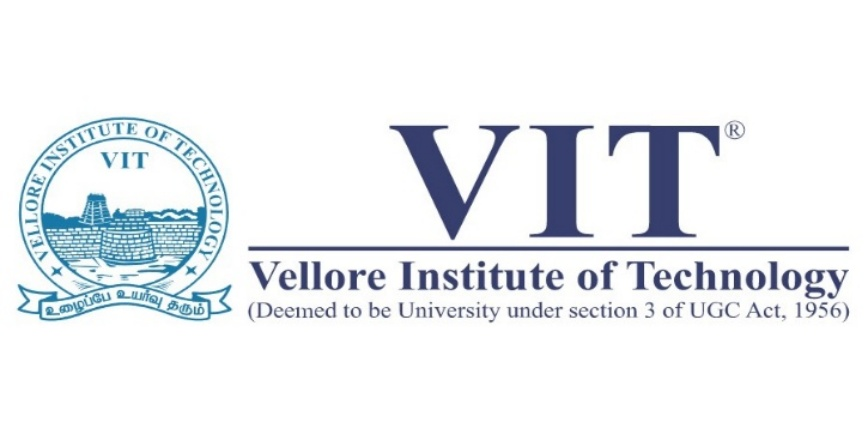 VELLORE INSTITUTE OF TECHNOLOGY
VIT
உழைப்பே உயர்வு தரும்
VIT®
Vellore Institute of Technology
(Deemed to be University under section 3 of UGC Act, 1956)